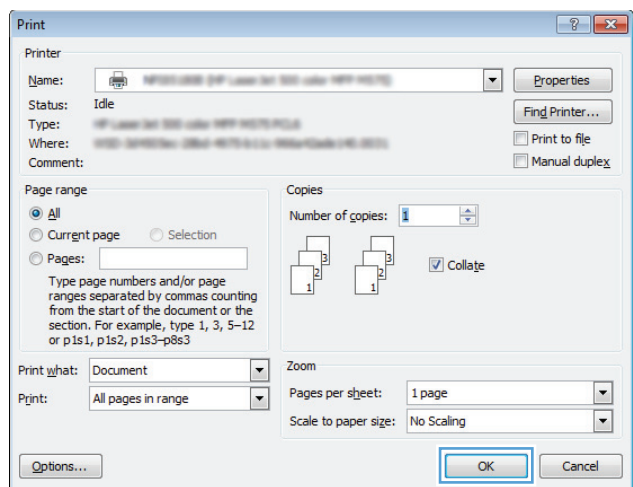 Print
Printer
Name:
Properties
Status: Idle
Find Printer...
Type:
Print to file
Where:
Manual duplex
Comment:
Page range
Copies
All
Number of copies: 1
Current page Selection
Pages:
3 3
2 2
1 1
Collate
Type page numbers and/or page
ranges separated by commas counting
from the start of the document or the
section. For example, type 1, 3, 5–12
or p1s1, p1s2, p1s3–p8s3
Print what: Document
Zoom
Print: All pages in range
Pages per sheet: 1 page
Scale to paper size: No Scaling
Options...
OK
Cancel